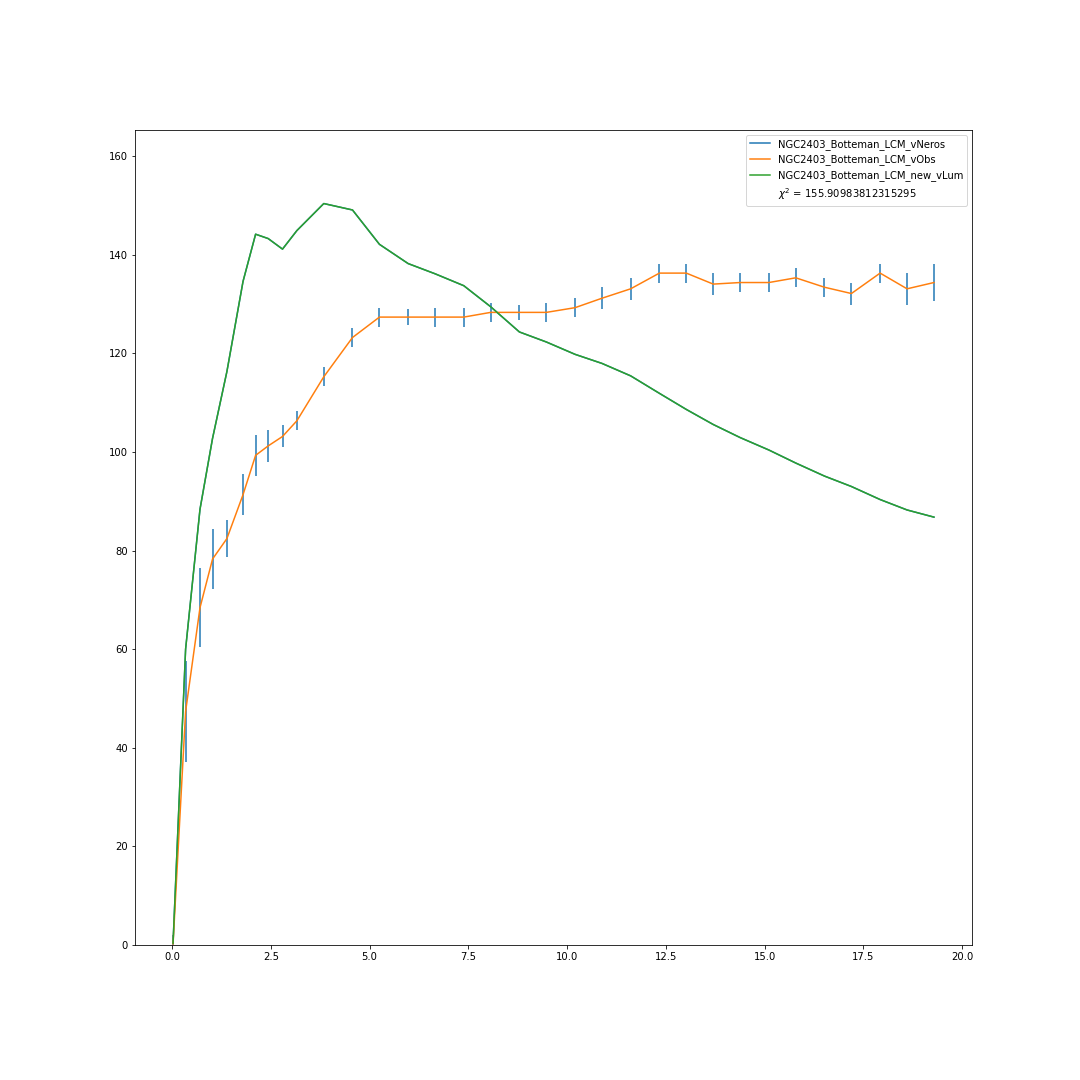 NGC2403_Botteman_LCM_vNeros
NGC2403_Botteman_LCM_vObs
NGC2403_Botteman_LCM_new_vLum
χ² = 155.90983812315295
160
140
120
100
80
60
40
20
0
0.0 2.5 5.0 7.5 10.0 12.5 15.0 17.5 20.0